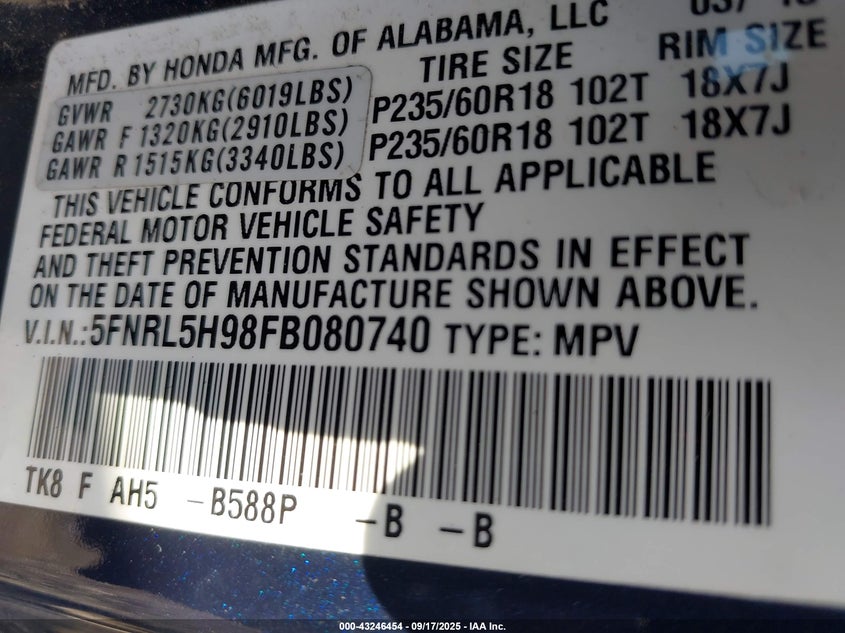 MFD. BY HONDA MFG. OF ALABAMA, LLC
TIRE SIZE RIM SIZE
GVWR 2730KG(6019LBS)
GAWR F 1320KG(2910LBS) P235/60R18 102T 18X7J
GAWR R 1515KG(3340LBS) P235/60R18 102T 18X7J
THIS VEHICLE CONFORMS TO ALL APPLICABLE
FEDERAL MOTOR VEHICLE SAFETY
AND THEFT PREVENTION STANDARDS IN EFFECT
ON THE DATE OF MANUFACTURE SHOWN ABOVE.
V.I.N.:5FNRL5H98FB080740 TYPE: MPV
TK8 F AH5 -B588P -B -B
000-43246454 - 09/17/2025 - IAA Inc.